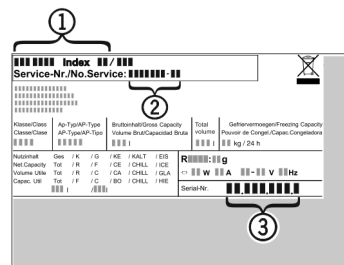 1
Index /
Service-Nr./No.Service: -
2
Klasse/Class
Classe/Clase
Ap-Typ/AP-Type
AP-Type/AP-Tipo
Bruttoinhalt/Gross Capacity
Volume Brut/Capacidad Bruta
l
Total
volume
l
Gefriervermoegen/Freezing Capacity
Pouvoir de Congel./Capac.Congeladora
kg / 24 h
Nutzinhalt Ges / K / G / KE / KALT / EIS
Net.Capacity Tot / R / F / CE / CHILL / ICE
Volume Utile Tot / F / C / CA / CHILL / GLA
Capac. Util Tot / F / C / BO / CHILL / HIE
l / l
R : g
W A - V Hz
Serial-Nr. . . .
3